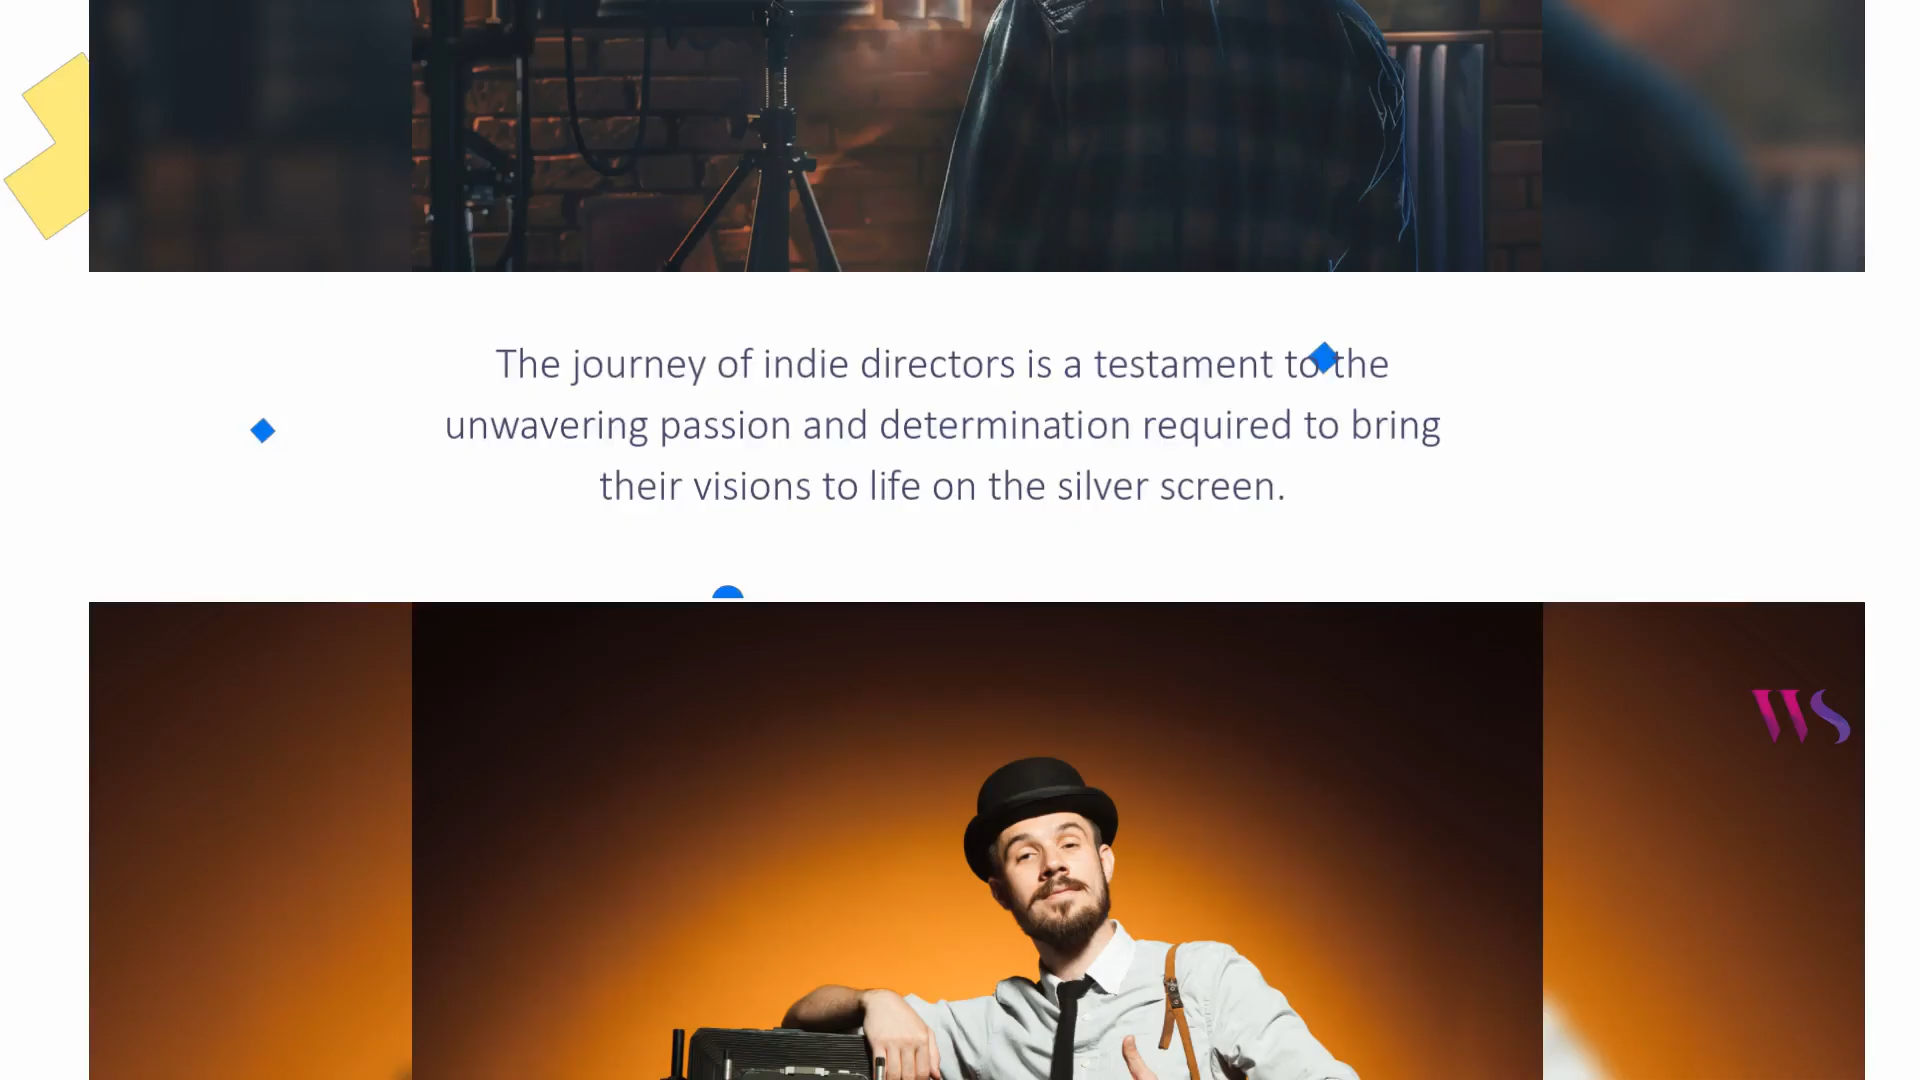 The journey of indie directors is a testament to the
unwavering passion and determination required to bring
their visions to life on the silver screen.
WS